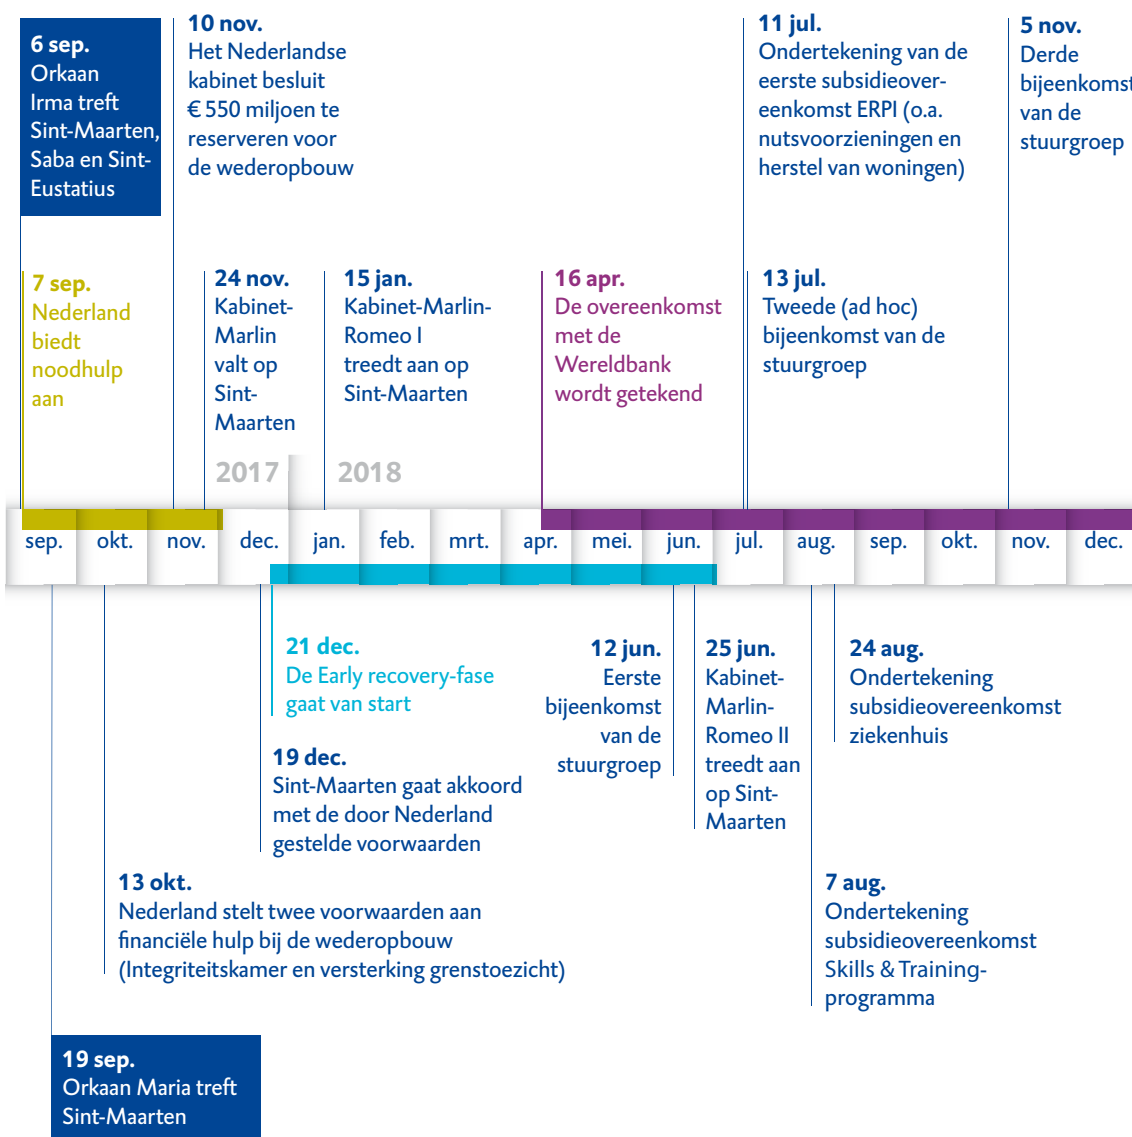 6 sep.
Orkaan
Irma treft
Sint-Maarten,
Saba en Sint-
Eustatius
10 nov.
Het Nederlandse
kabinet besluit
€ 550 miljoen te
reserveren voor
de wederopbouw
11 jul.
Ondertekening van de
eerste subsidieover-
eenkomst ERPI (o.a.
nutsvoorzieningen en
herstel van woningen)
5 nov.
Derde
bijeenkomst
van de
stuurgroep
7 sep.
Nederland
biedt
noodhulp
aan
24 nov.
Kabinet-
Marlin
valt op
Sint-
Maarten
15 jan.
Kabinet-Marlin-
Romeo I
treedt aan op
Sint-Maarten
16 apr.
De overeenkomst
met de
Wereldbank
wordt getekend
13 jul.
Tweede (ad hoc)
bijeenkomst van de
stuurgroep
2017 2018
sep. okt. nov. dec. jan. feb. mrt. apr. mei. jun. jul. aug. sep. okt. nov. dec.
21 dec.
De Early recovery-fase
gaat van start
19 dec.
Sint-Maarten gaat akkoord
met de door Nederland
gestelde voorwaarden
12 jun.
Eerste
bijeenkomst
van de
stuurgroep
25 jun.
Kabinet-
Marlin-
Romeo II
treedt aan
op Sint-
Maarten
24 aug.
Ondertekening
subsidieovereenkomst
ziekenhuis
13 okt.
Nederland stelt twee voorwaarden aan
financiële hulp bij de wederopbouw
(Integriteitskamer en versterking grenstoezicht)
7 aug.
Ondertekening
subsidieovereenkomst
Skills & Training-
programma
19 sep.
Orkaan Maria treft
Sint-Maarten